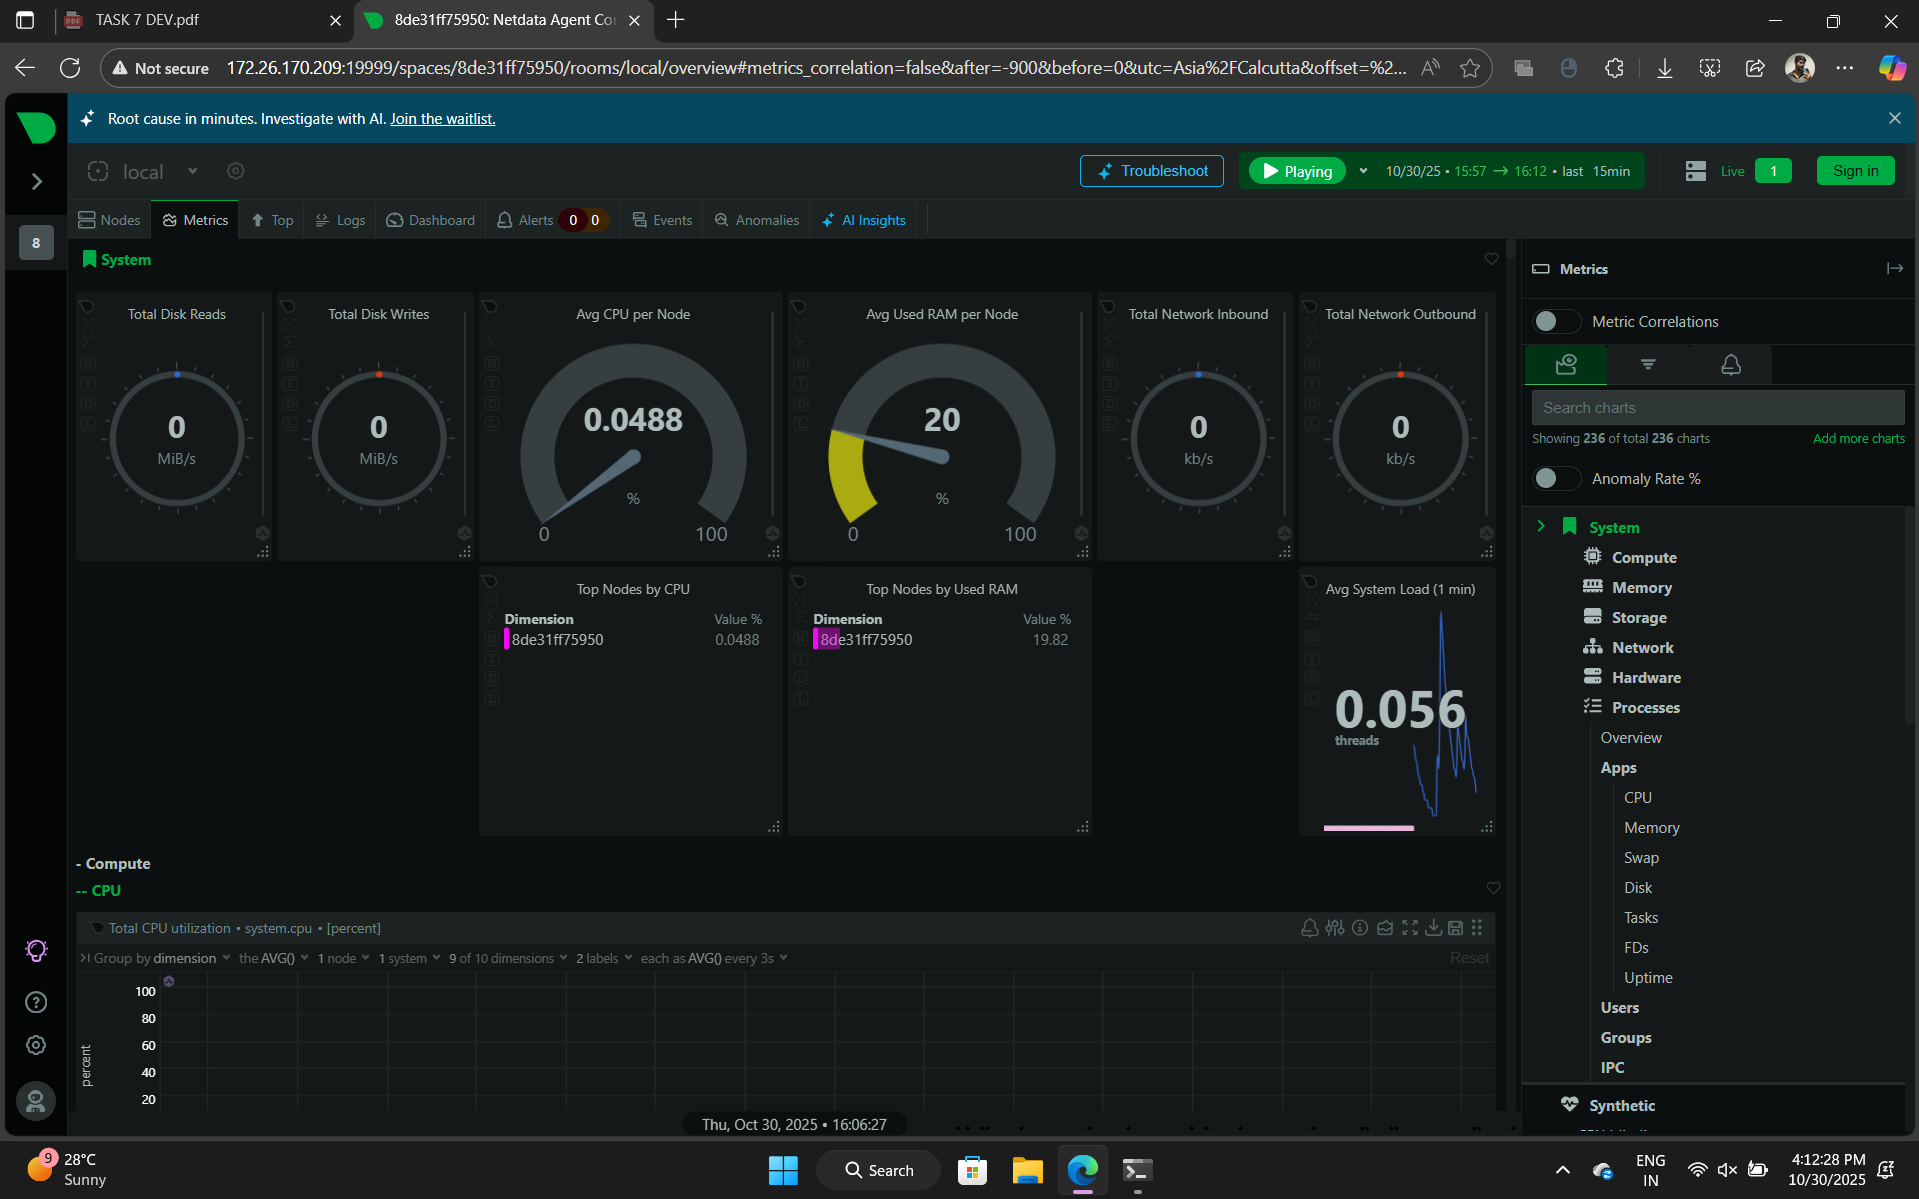 TASK 7 DEV.pdf
8de31ff75950: Netdata Agent Co
Not secure 172.26.170.209:19999/spaces/8de31ff75950/rooms/local/overview#metrics_correlation=false&after=-900&before=0&utc=Asia%2FCalcutta&offset=%2...
Root cause in minutes. Investigate with AI. Join the waitlist.
local
Troubleshoot
Playing
10/30/25 • 15:57 → 16:12 • last 15min
Live 1
Sign in
Nodes Metrics Top Logs Dashboard Alerts 0 0 Events Anomalies AI Insights
8
System
Total Disk Reads
0
MiB/s
Total Disk Writes
0
MiB/s
Avg CPU per Node
0.0488
%
0 100
Avg Used RAM per Node
20
%
0 100
Total Network Inbound
0
kb/s
Total Network Outbound
0
kb/s
Top Nodes by CPU
Dimension Value %
8de31ff75950 0.0488
Top Nodes by Used RAM
Dimension Value %
8de31ff75950 19.82
Avg System Load (1 min)
0.056
threads
- Compute
-- CPU
Total CPU utilization • system.cpu • [percent]
Group by dimension the AVG() 1 node 1 system 9 of 10 dimensions 2 labels each as AVG() every 3s Reset
percent
100
80
60
40
20
Thu, Oct 30, 2025 • 16:06:27
Metrics
Metric Correlations
Search charts
Showing 236 of total 236 charts Add more charts
Anomaly Rate %
System
Compute
Memory
Storage
Network
Hardware
Processes
Overview
Apps
CPU
Memory
Swap
Disk
Tasks
FDs
Uptime
Users
Groups
IPC
Synthetic
9
28°C
Sunny
Search
ENG
IN
4:12:28 PM
10/30/2025